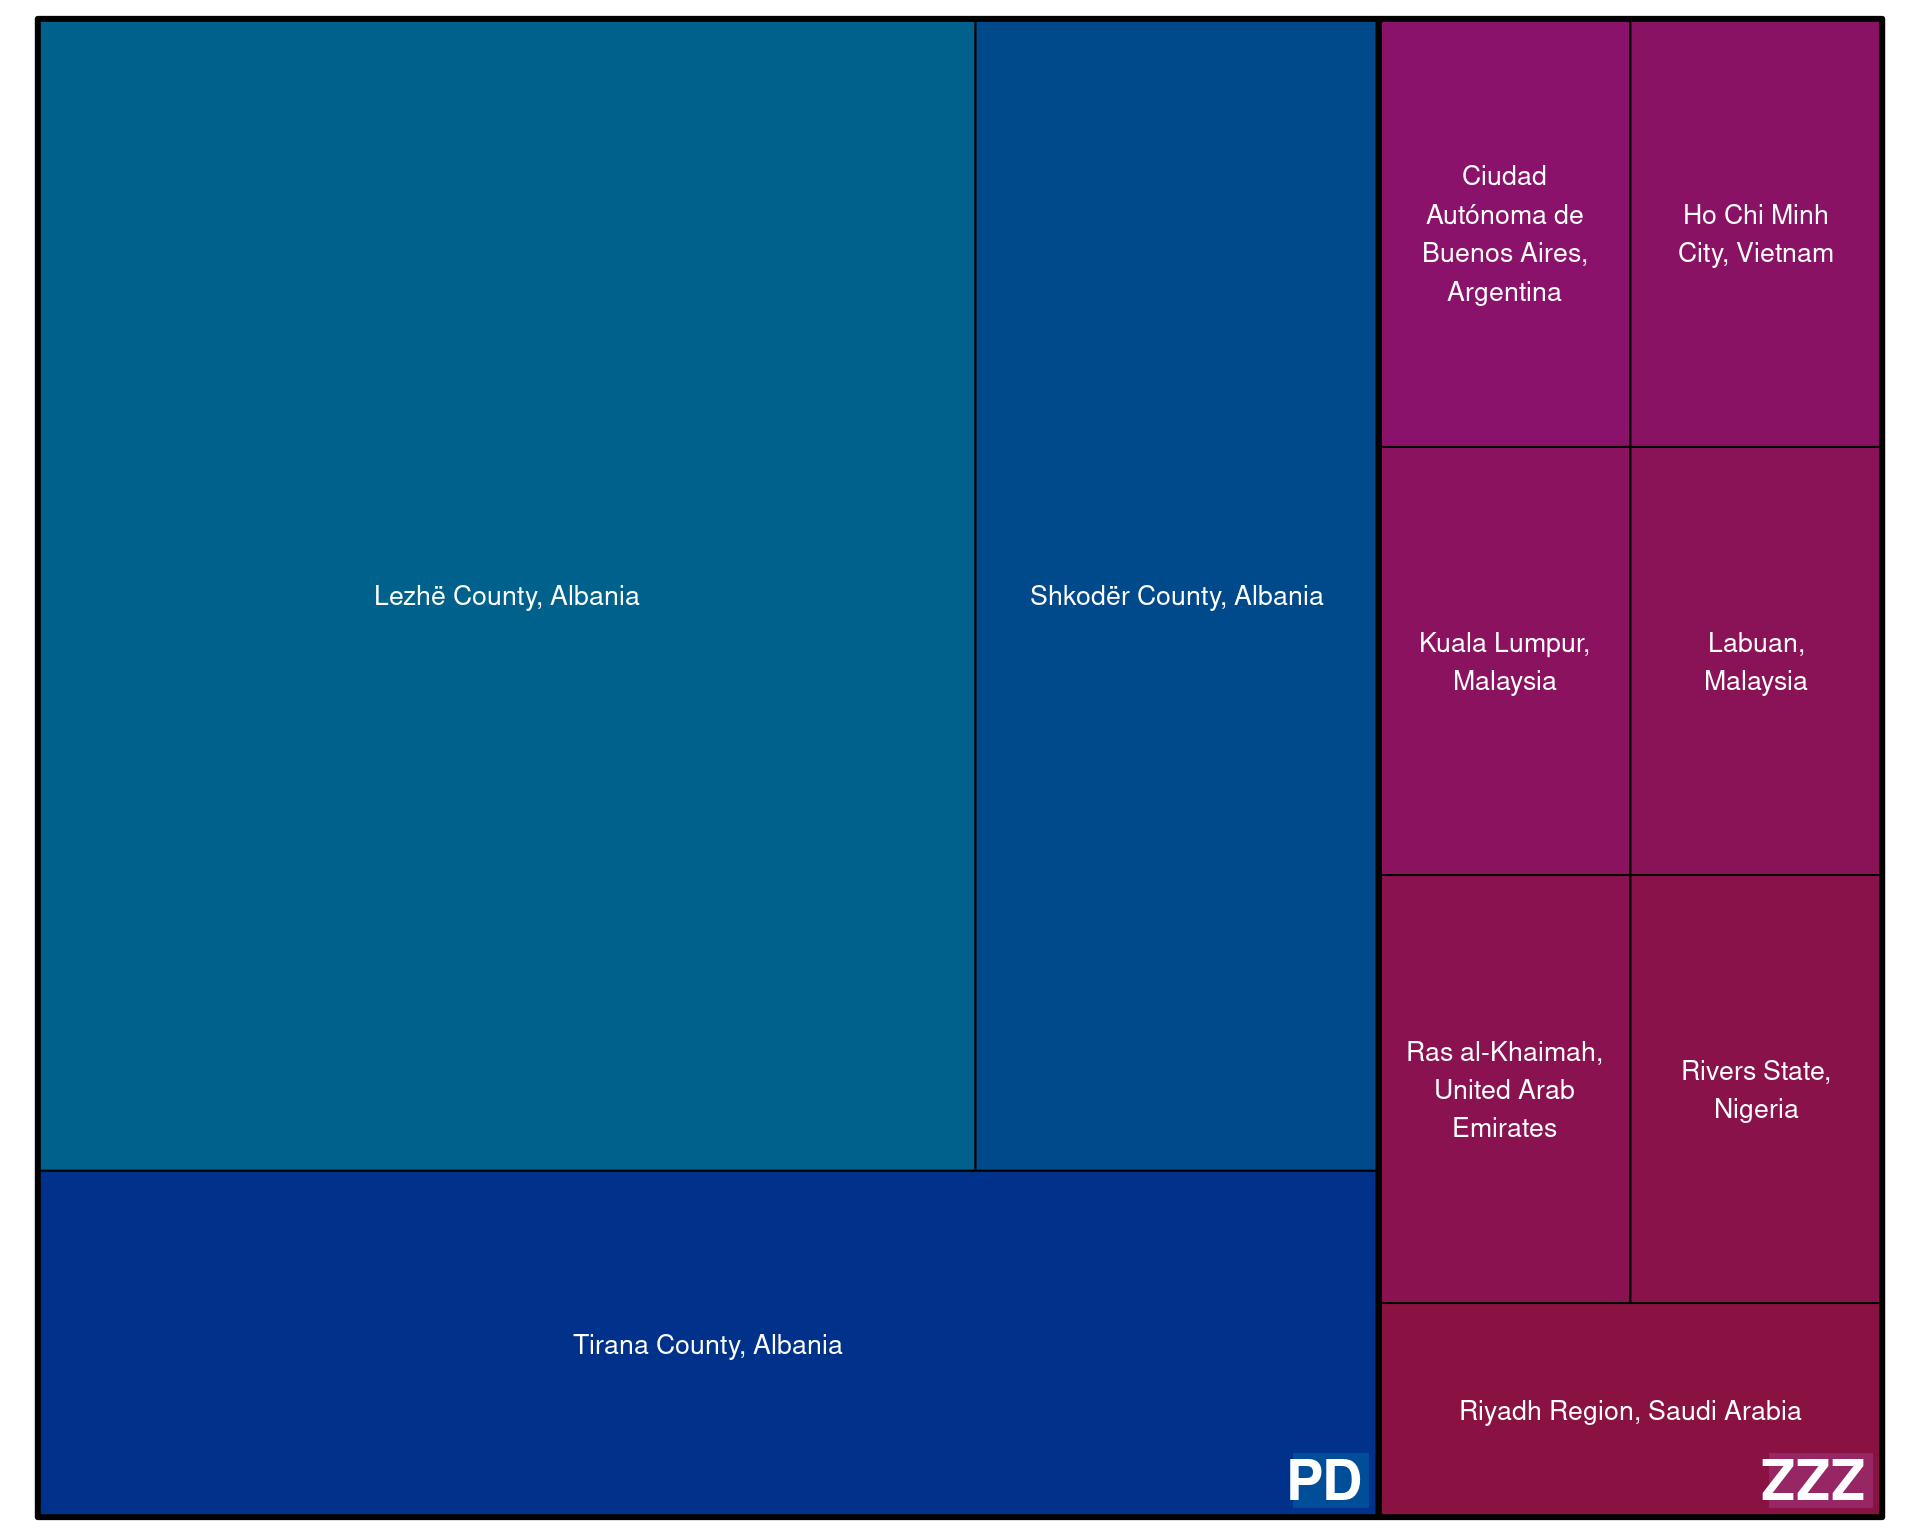 Lezhë County, Albania
Shkodër County, Albania
Tirana County, Albania
PD
Ciudad
Autónoma de
Buenos Aires,
Argentina
Ho Chi Minh
City, Vietnam
Kuala Lumpur,
Malaysia
Labuan,
Malaysia
Ras al-Khaimah,
United Arab
Emirates
Rivers State,
Nigeria
Riyadh Region, Saudi Arabia
ZZZ